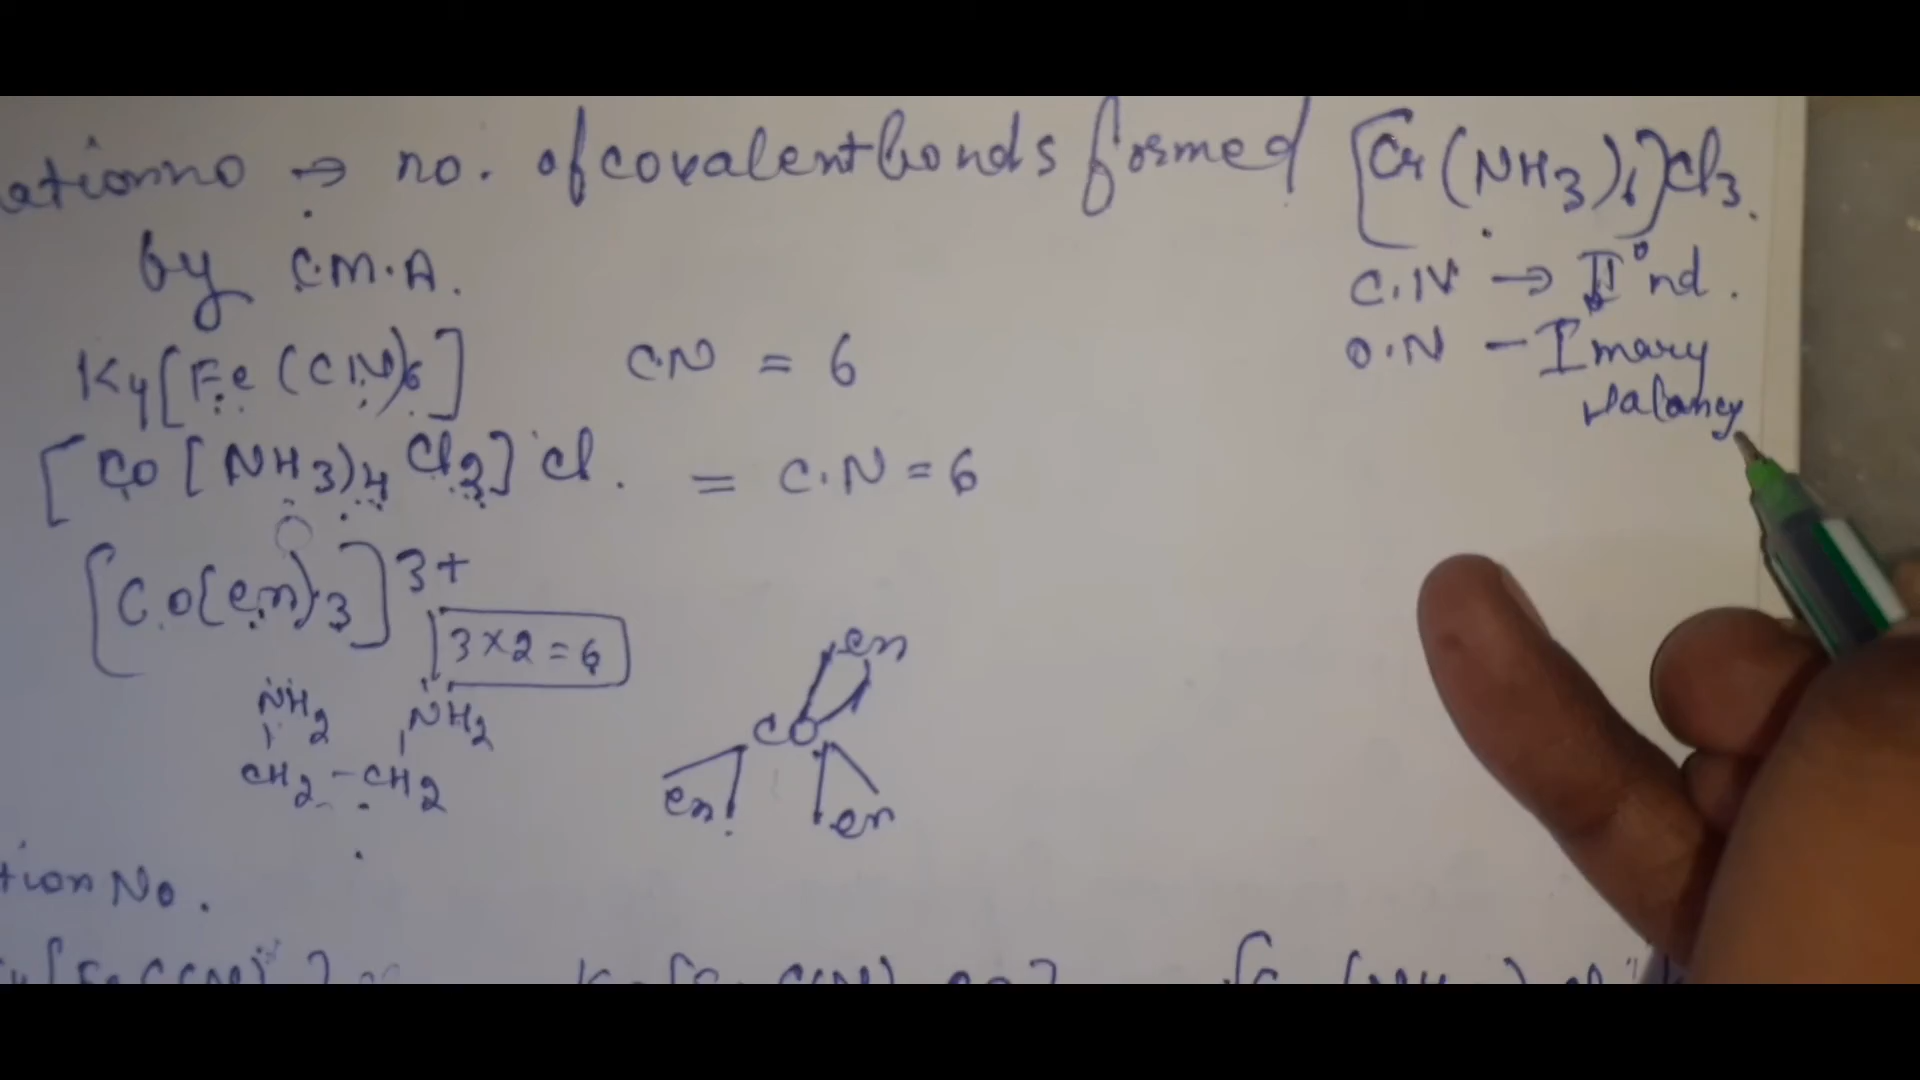 ationno → no. of covalent bonds formed
by C.M.A.
K4[Fe(CN)6] CN = 6
[Co[NH3)4 Cl2] Cl. = C.N = 6
[Co(en)3]3+
3×2=6
NH2 NH2
CH2 - CH2
en
Co
en en
[Cr(NH3)6]Cl3.
C.N → IInd.
O.N - Imary
valancy
tion No.